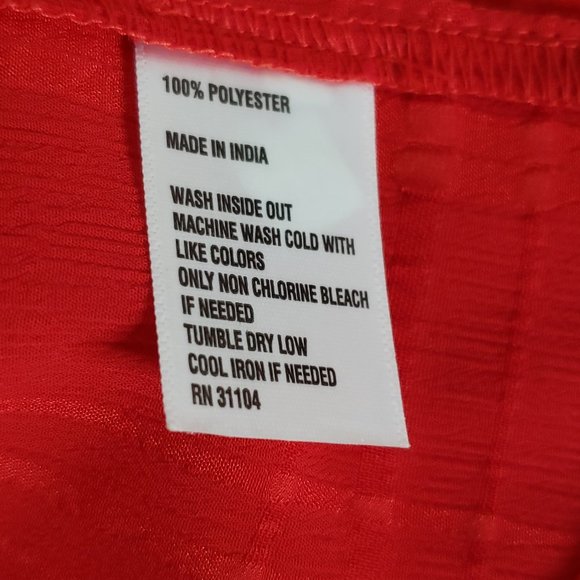 100% POLYESTER
MADE IN INDIA
WASH INSIDE OUT
MACHINE WASH COLD WITH
LIKE COLORS
ONLY NON CHLORINE BLEACH
IF NEEDED
TUMBLE DRY LOW
COOL IRON IF NEEDED
RN 31104